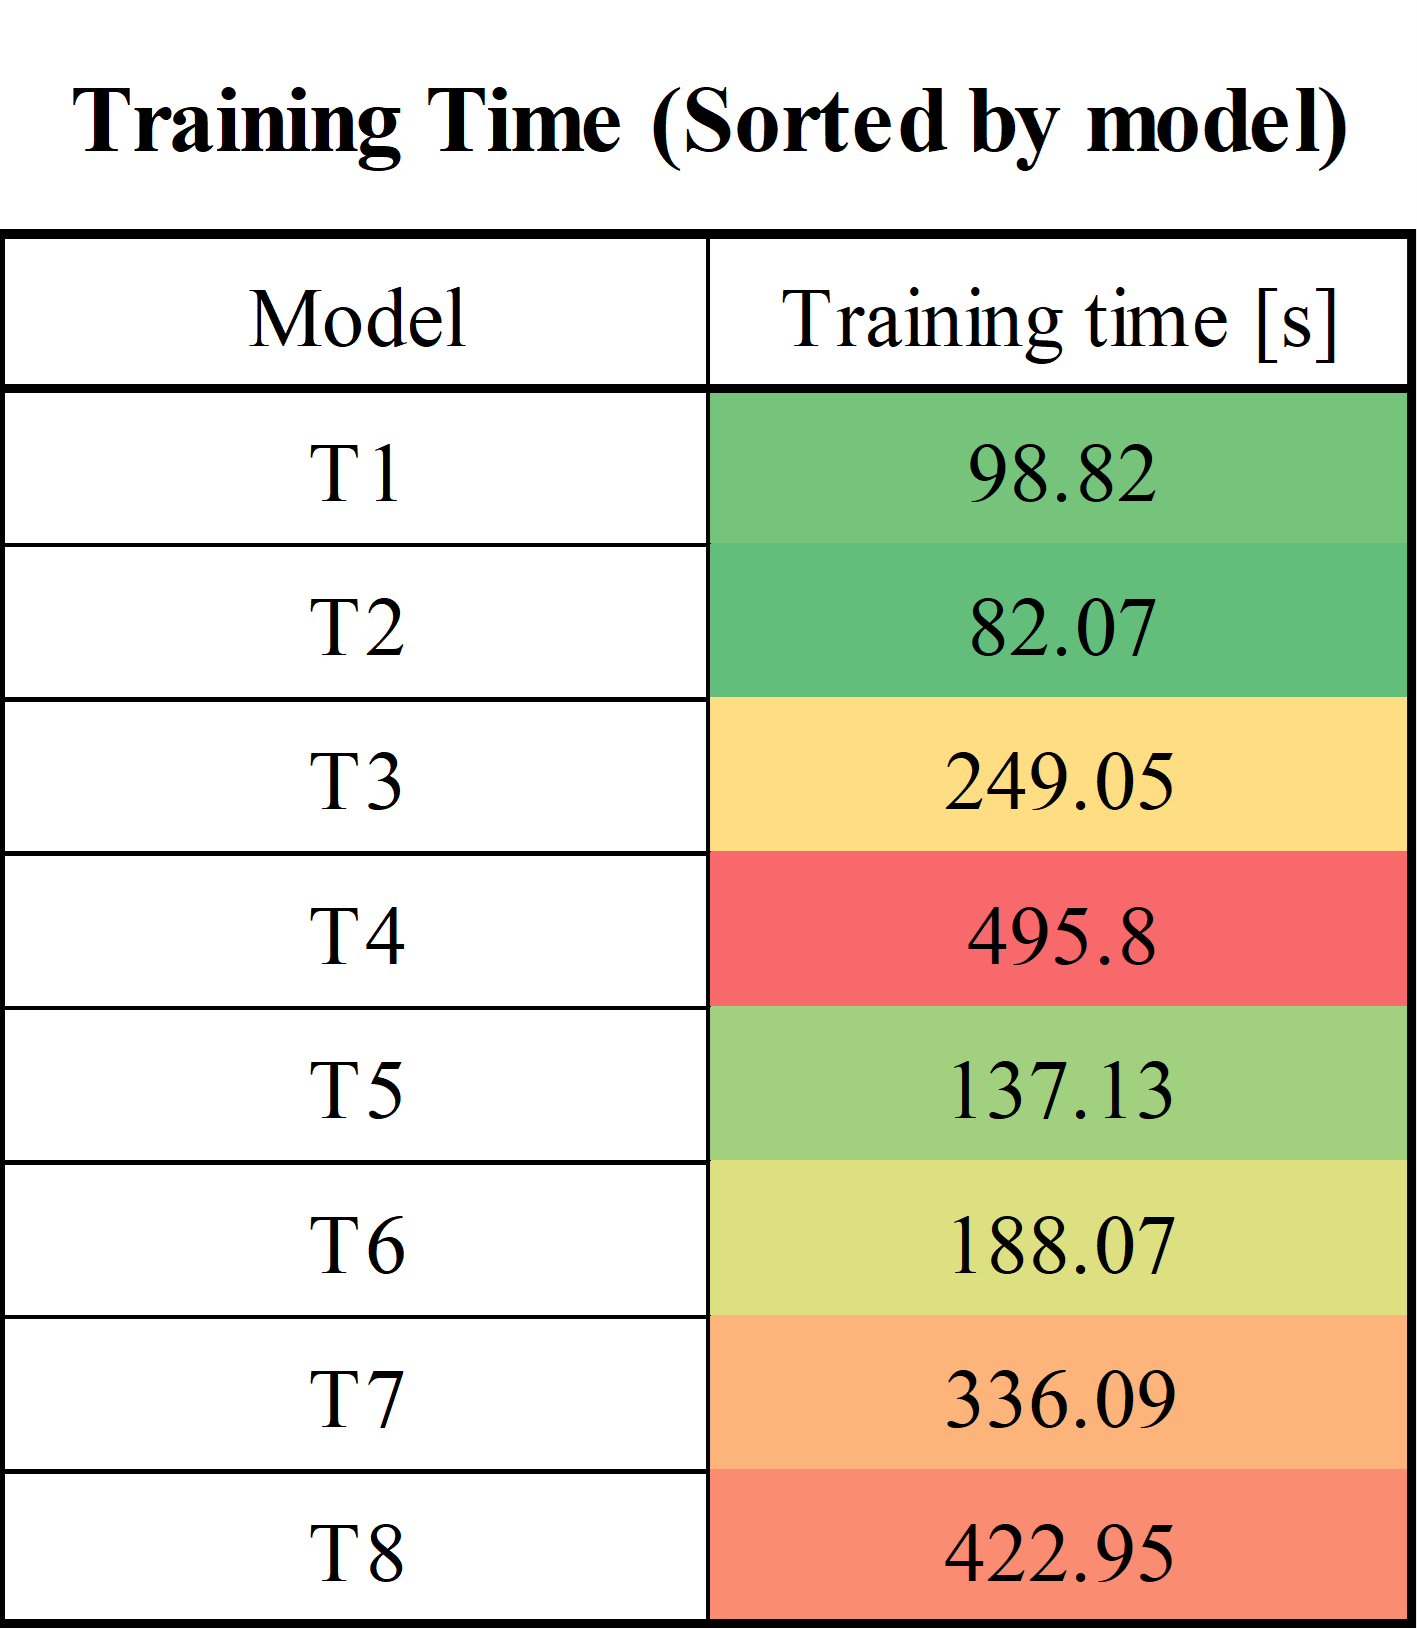 Training Time (Sorted by model)
Model Training time [s]
T1 98.82
T2 82.07
T3 249.05
T4 495.8
T5 137.13
T6 188.07
T7 336.09
T8 422.95